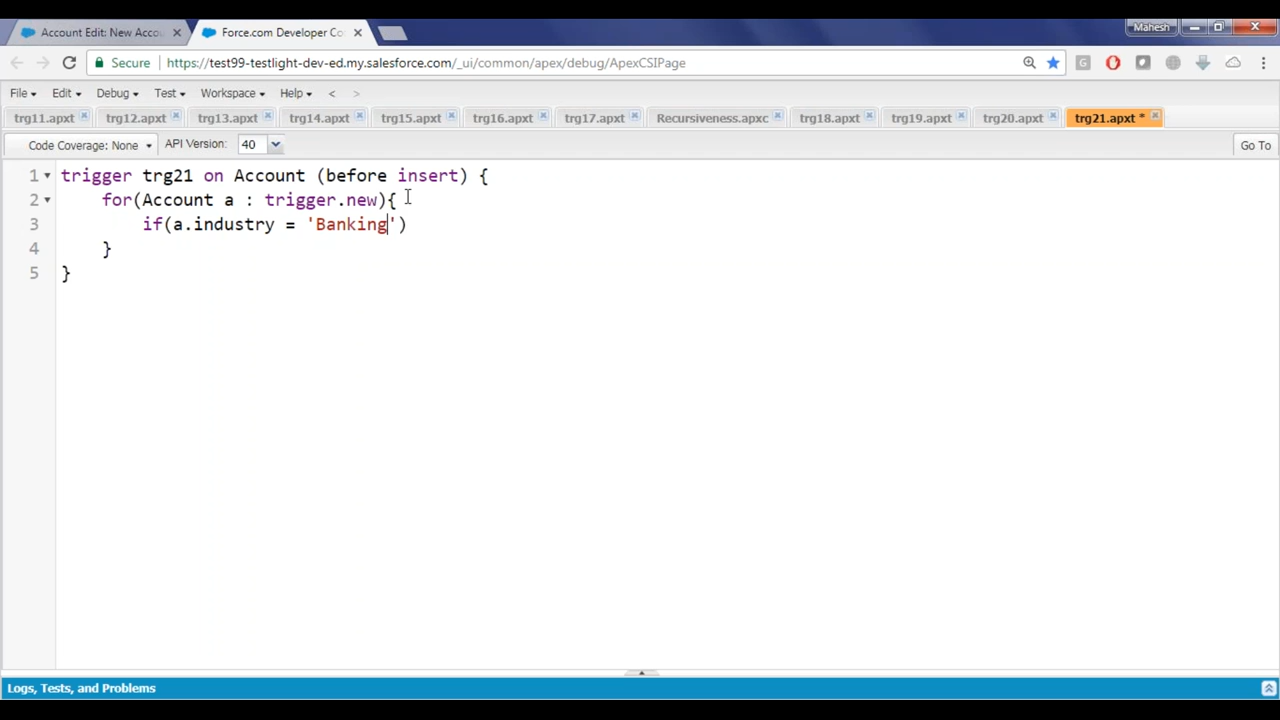 Account Edit: New Accou
Force.com Developer Co
Mahesh
Secure
https://test99-testlight-dev-ed.my.salesforce.com/_ui/common/apex/debug/ApexCSIPage
File Edit Debug Test Workspace Help < >
trg11.apxt trg12.apxt trg13.apxt trg14.apxt trg15.apxt trg16.apxt trg17.apxt Recursiveness.apxc trg18.apxt trg19.apxt trg20.apxt trg21.apxt *
Code Coverage: None API Version: 40 Go To
1 trigger trg21 on Account (before insert) {
2 for(Account a : trigger.new){
3 if(a.industry = 'Banking')
4 }
5 }
Logs, Tests, and Problems